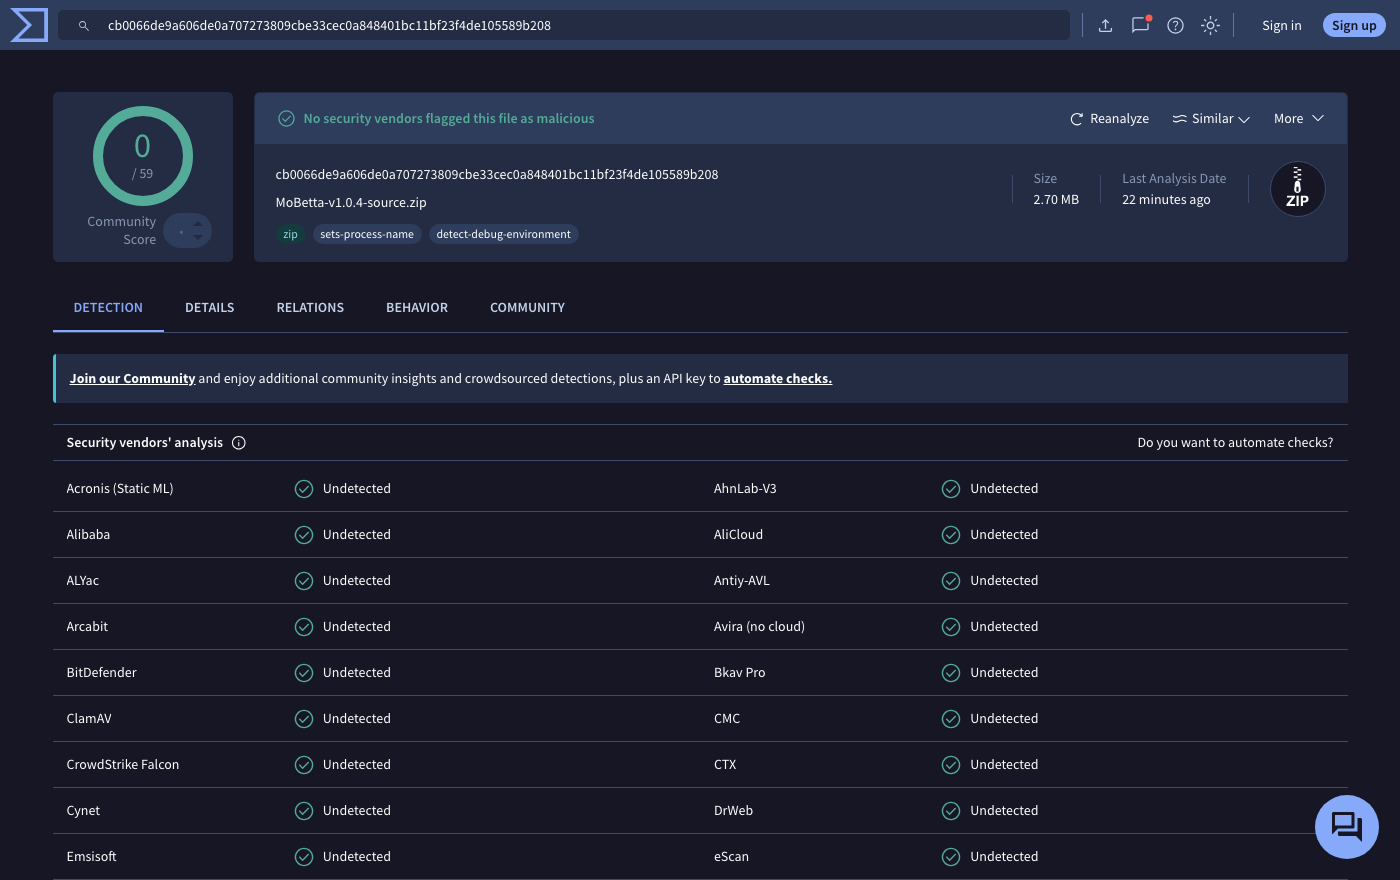 cb0066de9a606de0a707273809cbe33cec0a848401bc11bf23f4de105589b208
Sign in
Sign up
0
/ 59
Community
Score
-
No security vendors flagged this file as malicious
Reanalyze
Similar
More
cb0066de9a606de0a707273809cbe33cec0a848401bc11bf23f4de105589b208
MoBetta-v1.0.4-source.zip
zip
sets-process-name
detect-debug-environment
Size
2.70 MB
Last Analysis Date
22 minutes ago
ZIP
DETECTION
DETAILS
RELATIONS
BEHAVIOR
COMMUNITY
Join our Community and enjoy additional community insights and crowdsourced detections, plus an API key to automate checks.
Security vendors' analysis
Do you want to automate checks?
Acronis (Static ML)
Undetected
AhnLab-V3
Undetected
Alibaba
Undetected
AliCloud
Undetected
ALYac
Undetected
Antiy-AVL
Undetected
Arcabit
Undetected
Avira (no cloud)
Undetected
BitDefender
Undetected
Bkav Pro
Undetected
ClamAV
Undetected
CMC
Undetected
CrowdStrike Falcon
Undetected
CTX
Undetected
Cynet
Undetected
DrWeb
Undetected
Emsisoft
Undetected
eScan
Undetected